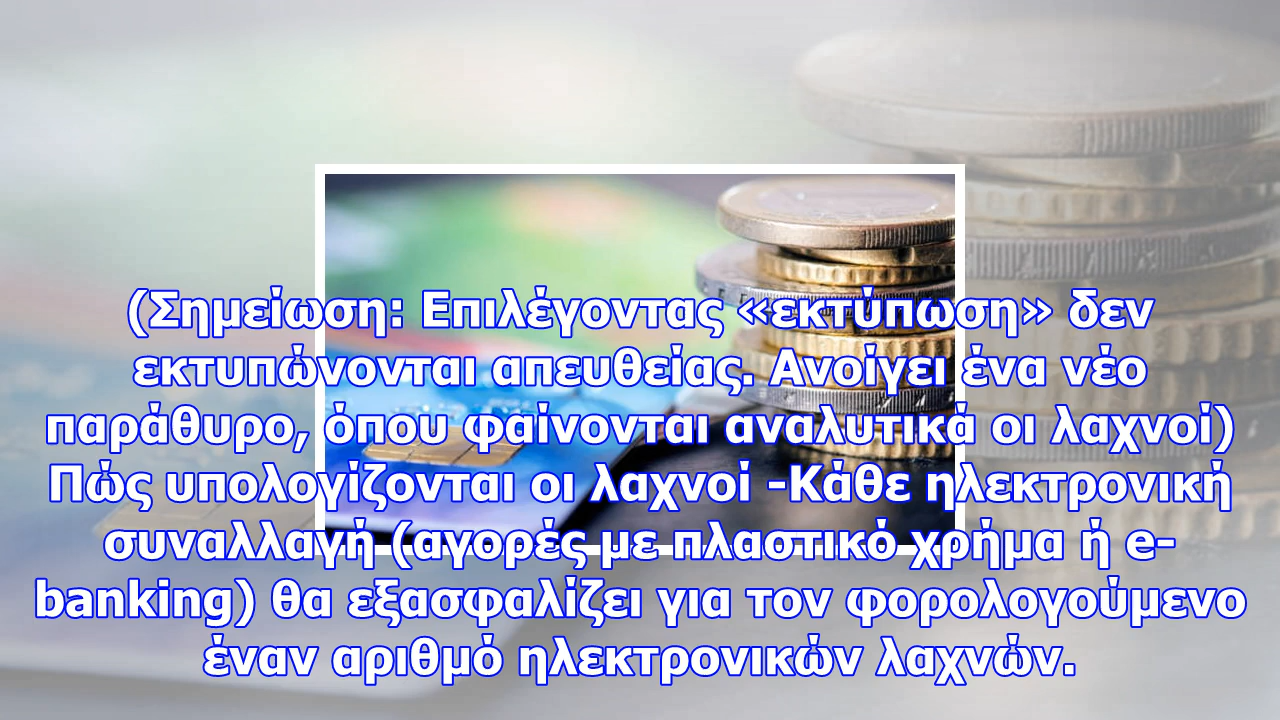 (Σημείωση: Επιλέγοντας «εκτύπωση» δεν
εκτυπώνονται απευθείας. Ανοίγει ένα νέο
παράθυρο, όπου φαίνονται αναλυτικά οι λαχνοί)
Πώς υπολογίζονται οι λαχνοί -Κάθε ηλεκτρονική
συναλλαγή (αγορές με πλαστικό χρήμα ή e-
banking) θα εξασφαλίζει για τον φορολογούμενο
έναν αριθμό ηλεκτρονικών λαχνών.